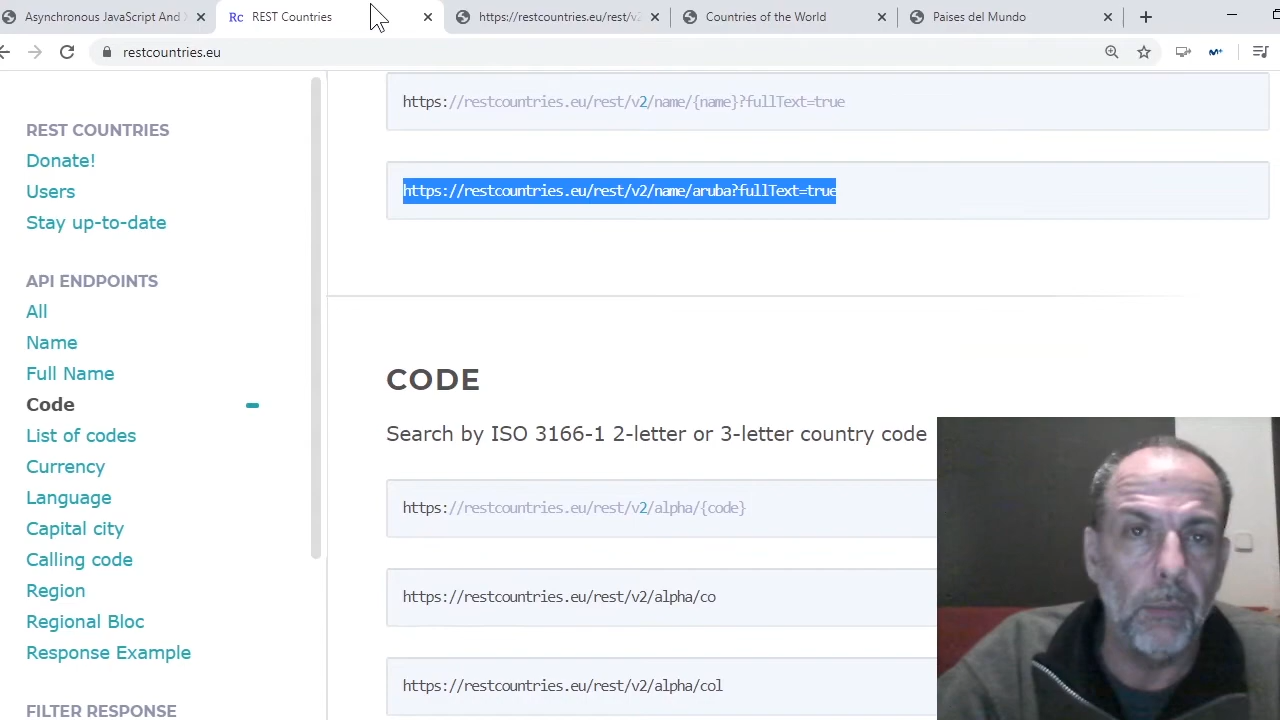 Asynchronous JavaScript And X
Rc REST Countries
https://restcountries.eu/rest/v2
Countries of the World
Paises del Mundo
restcountries.eu
REST COUNTRIES
Donate!
Users
Stay up-to-date
API ENDPOINTS
All
Name
Full Name
Code
List of codes
Currency
Language
Capital city
Calling code
Region
Regional Bloc
Response Example
FILTER RESPONSE
https://restcountries.eu/rest/v2/name/{name}?fullText=true
https://restcountries.eu/rest/v2/name/aruba?fullText=true
CODE
Search by ISO 3166-1 2-letter or 3-letter country code
https://restcountries.eu/rest/v2/alpha/{code}
https://restcountries.eu/rest/v2/alpha/co
https://restcountries.eu/rest/v2/alpha/col